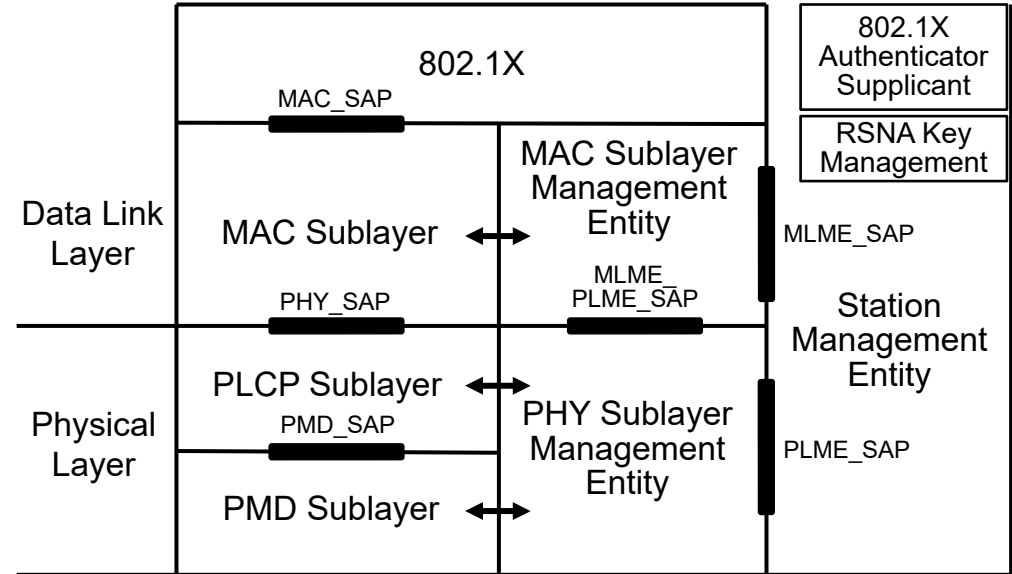 802.1X
MAC_SAP
802.1X
Authenticator
Supplicant
RSNA Key
Management
Data Link
Layer
MAC Sublayer
MAC Sublayer
Management
Entity
MLME_SAP
PHY_SAP
MLME_
PLME_SAP
Station
Management
Entity
Physical
Layer
PLCP Sublayer
PMD_SAP
PMD Sublayer
PHY Sublayer
Management
Entity
PLME_SAP